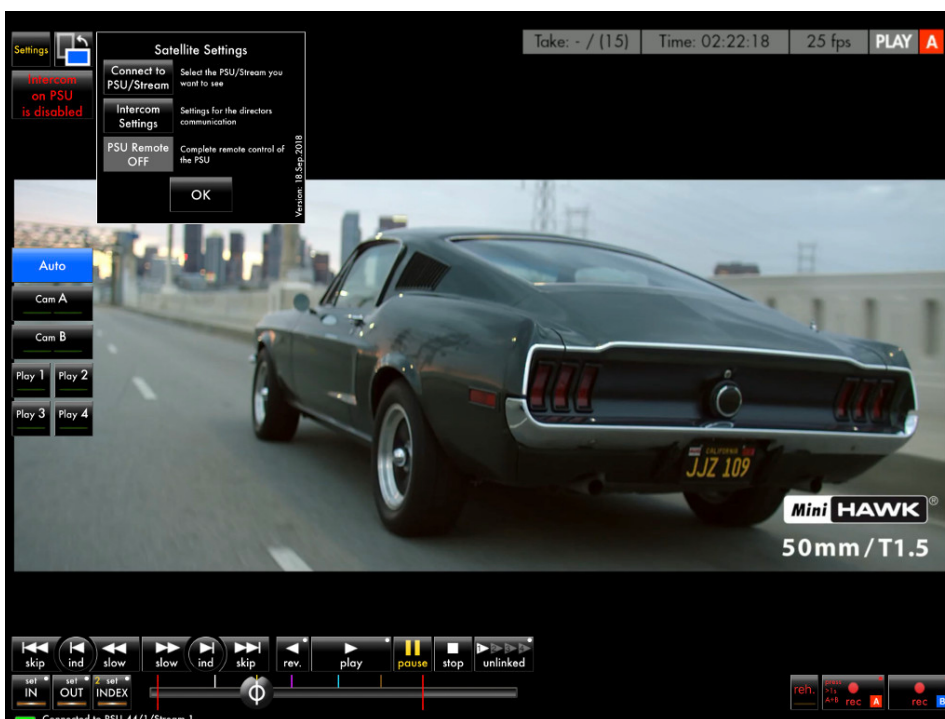 Settings
Take: - / (15)
Time: 02:22:18
25 fps
PLAY
A
Intercom
on PSU
is disabled
Satellite Settings
Connect to
PSU/Stream
Select the PSU/Stream you
want to see
Intercom
Settings
Settings for the directors
communication
PSU Remote
OFF
Complete remote control of
the PSU
OK
Version: 18.Sep.2018
Auto
Cam A
Cam B
Play 1
Play 2
Play 3
Play 4
CALIFORNIA
JJZ 109
Mini HAWK®
50mm/T1.5
skip
ind
slow
slow
ind
skip
rev.
play
pause
stop
unlinked
set
IN
set
OUT
2 set
INDEX
reh.
press
>1s
A+B
rec
A
rec
B
Connected to PSU-44/1/Stream 1